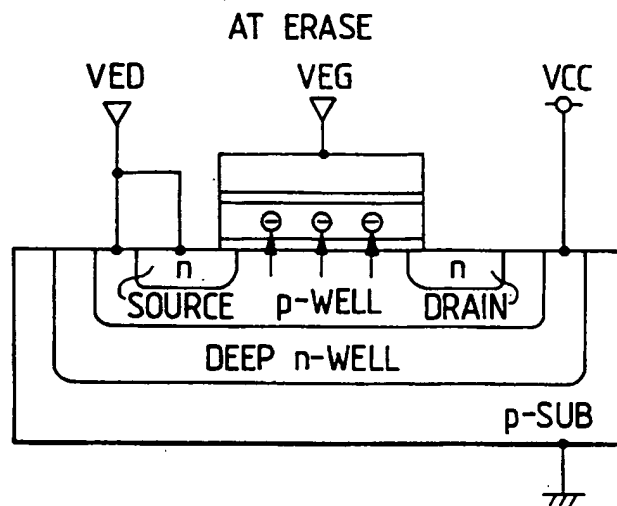 AT ERASE
VED VEG VCC
n n
SOURCE p-WELL DRAIN
DEEP n-WELL
p-SUB